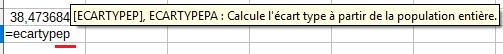 38,473684 [ECARTYPEP], ECARTYPEPA : Calcule l'écart type à partir de la population entière.
=ecartypep